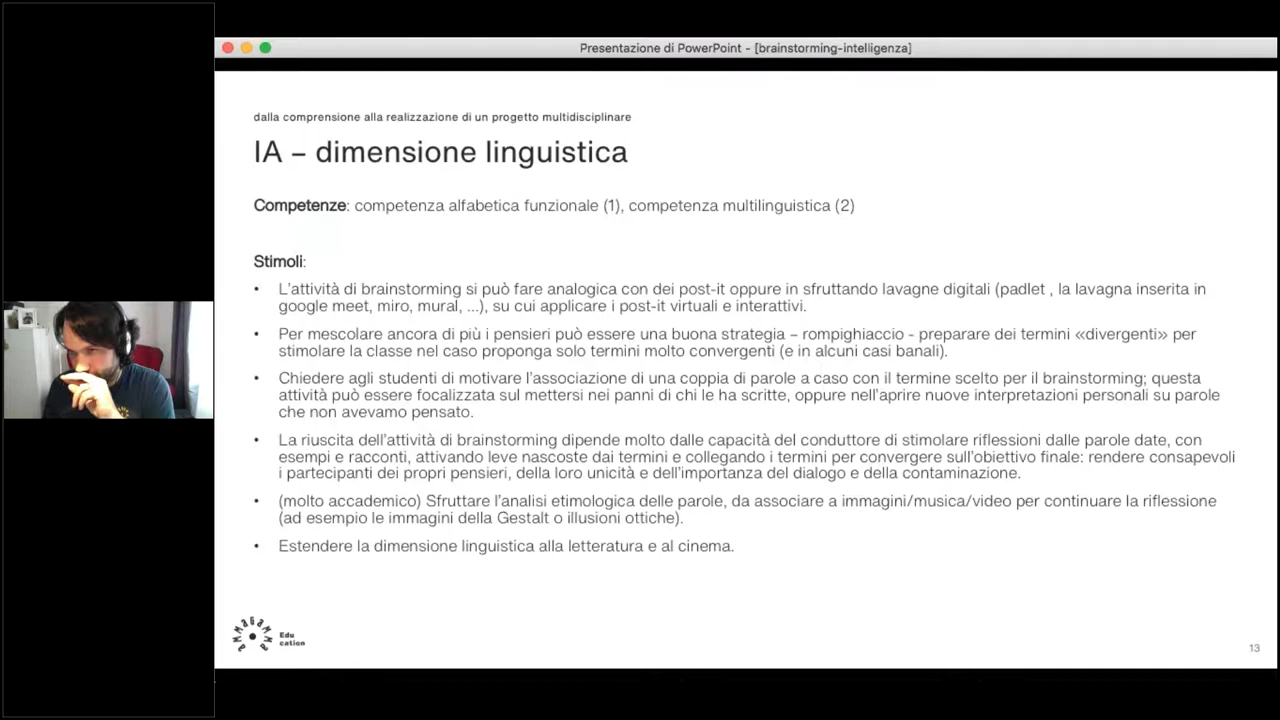 Presentazione di PowerPoint - [brainstorming-intelligenza]
dalla comprensione alla realizzazione di un progetto multidisciplinare
IA – dimensione linguistica
Competenze: competenza alfabetica funzionale (1), competenza multilinguistica (2)
Stimoli:
• L'attività di brainstorming si può fare analogica con dei post-it oppure in sfruttando lavagne digitali (padlet , la lavagna inserita in
google meet, miro, mural, ...), su cui applicare i post-it virtuali e interattivi.
• Per mescolare ancora di più i pensieri può essere una buona strategia – rompighiaccio - preparare dei termini «divergenti» per
stimolare la classe nel caso proponga solo termini molto convergenti (e in alcuni casi banali).
• Chiedere agli studenti di motivare l'associazione di una coppia di parole a caso con il termine scelto per il brainstorming; questa
attività può essere focalizzata sul mettersi nei panni di chi le ha scritte, oppure nell'aprire nuove interpretazioni personali su parole
che non avevamo pensato.
• La riuscita dell'attività di brainstorming dipende molto dalle capacità del conduttore di stimolare riflessioni dalle parole date, con
esempi e racconti, attivando leve nascoste dai termini e collegando i termini per convergere sull'obiettivo finale: rendere consapevoli
i partecipanti dei propri pensieri, della loro unicità e dell'importanza del dialogo e della contaminazione.
• (molto accademico) Sfruttare l'analisi etimologica delle parole, da associare a immagini/musica/video per continuare la riflessione
(ad esempio le immagini della Gestalt o illusioni ottiche).
• Estendere la dimensione linguistica alla letteratura e al cinema.
AMMAGAMMA
Edu
cation
13